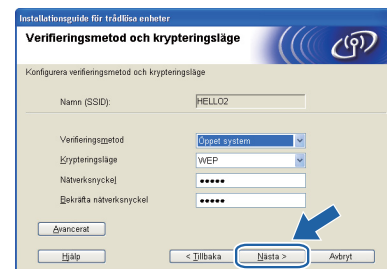 Installationsguide för trådlösa enheter
Verifieringsmetod och krypteringsläge
Konfigurera verifieringsmetod och krypteringsläge
Namn (SSID): HELLO2
Verifieringsmetod Öppet system
Krypteringsläge WEP
Nätverksnyckel •••••
Bekräfta nätverksnyckel •••••
Avancerat
Hjälp < Tillbaka Nästa > Avbryt